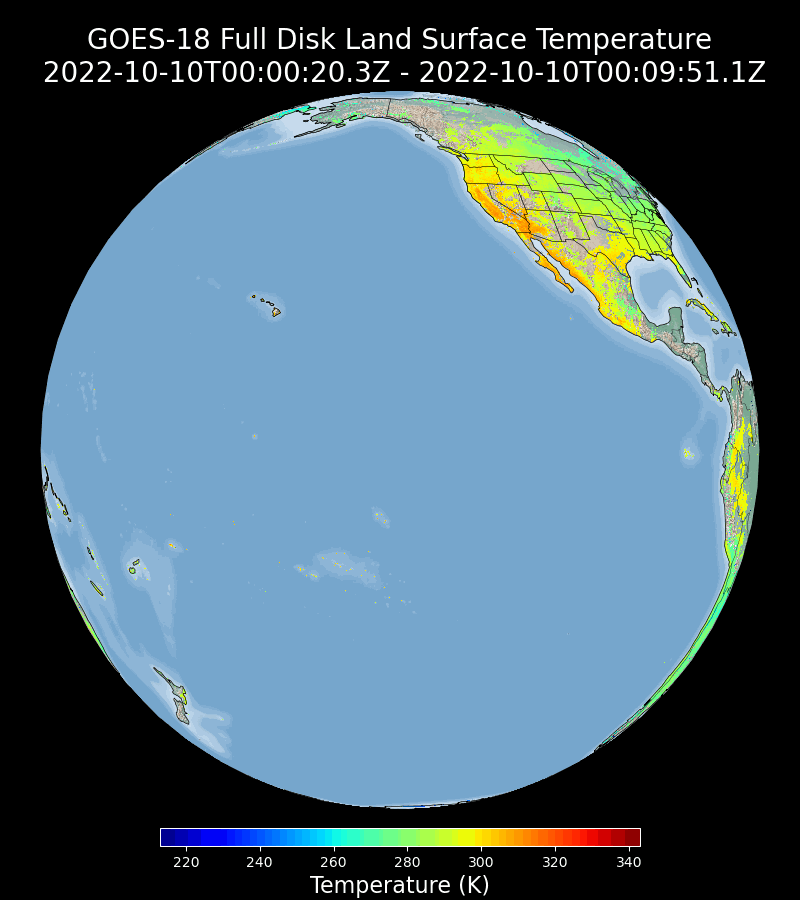 GOES-18 Full Disk Land Surface Temperature
2022-10-10T00:00:20.3Z - 2022-10-10T00:09:51.1Z
220 240 260 280 300 320 340
Temperature (K)